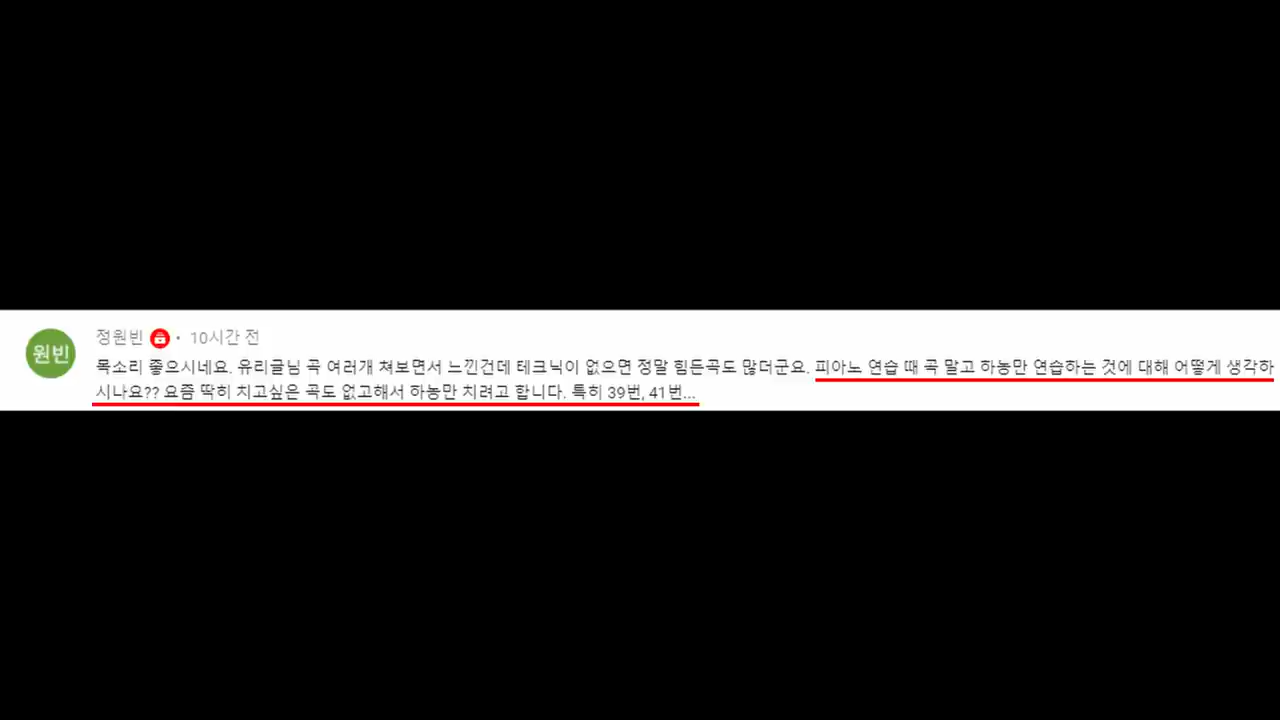 원빈
정원빈 · 10시간 전
목소리 좋으시네요. 유리글님 곡 여러개 쳐보면서 느낀건데 테크닉이 없으면 정말 힘든곡도 많더군요. 피아노 연습 때 곡 말고 하농만 연습하는 것에 대해 어떻게 생각하
시나요?? 요즘 딱히 치고싶은 곡도 없고해서 하농만 치려고 합니다. 특히 39번, 41번...